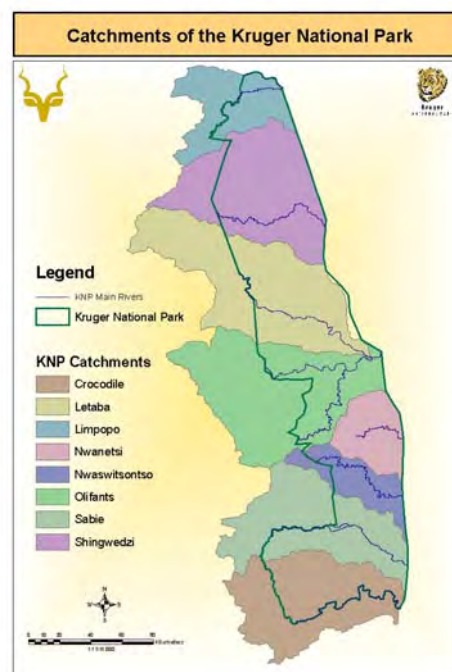 Catchments of the Kruger National Park
Kruger
Legend
KNP Main Rivers
Kruger National Park
KNP Catchments
Crocodile
Letaba
Limpopo
Nwanetsi
Nwaswitsontso
Olifants
Sabie
Shingwedzi
N
W
E
S